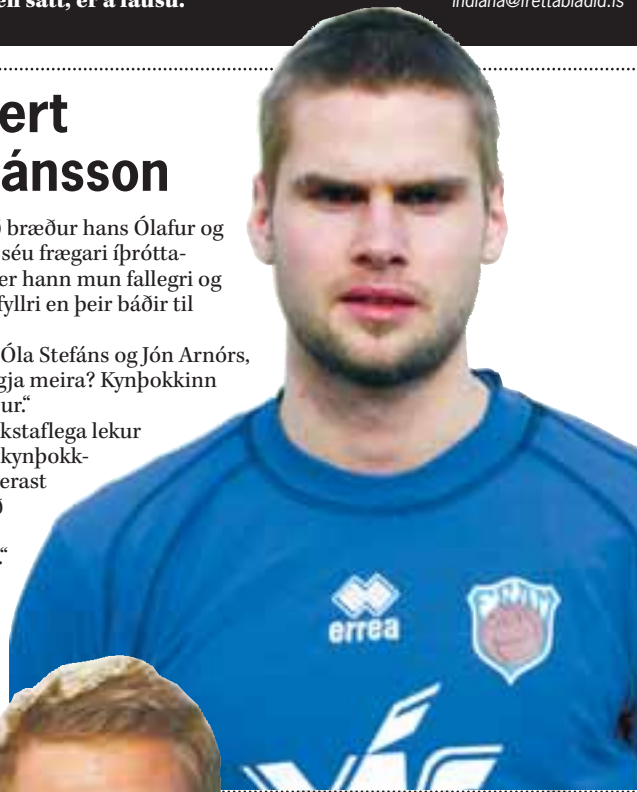 en satt, er á lausu.
indiana@frettabladid.is
ert
ánsson
bræður hans Ólafur og
séu frægari íþrótta-
er hann mun fallegri og
fyllri en þeir báðir til
Óla Stefáns og Jón Arnórs,
gja meira? Kynþokkinn
ur.“
kstaflega lekur
kynþokk-
erast
ð
.“
errea
FRAM
VÍS